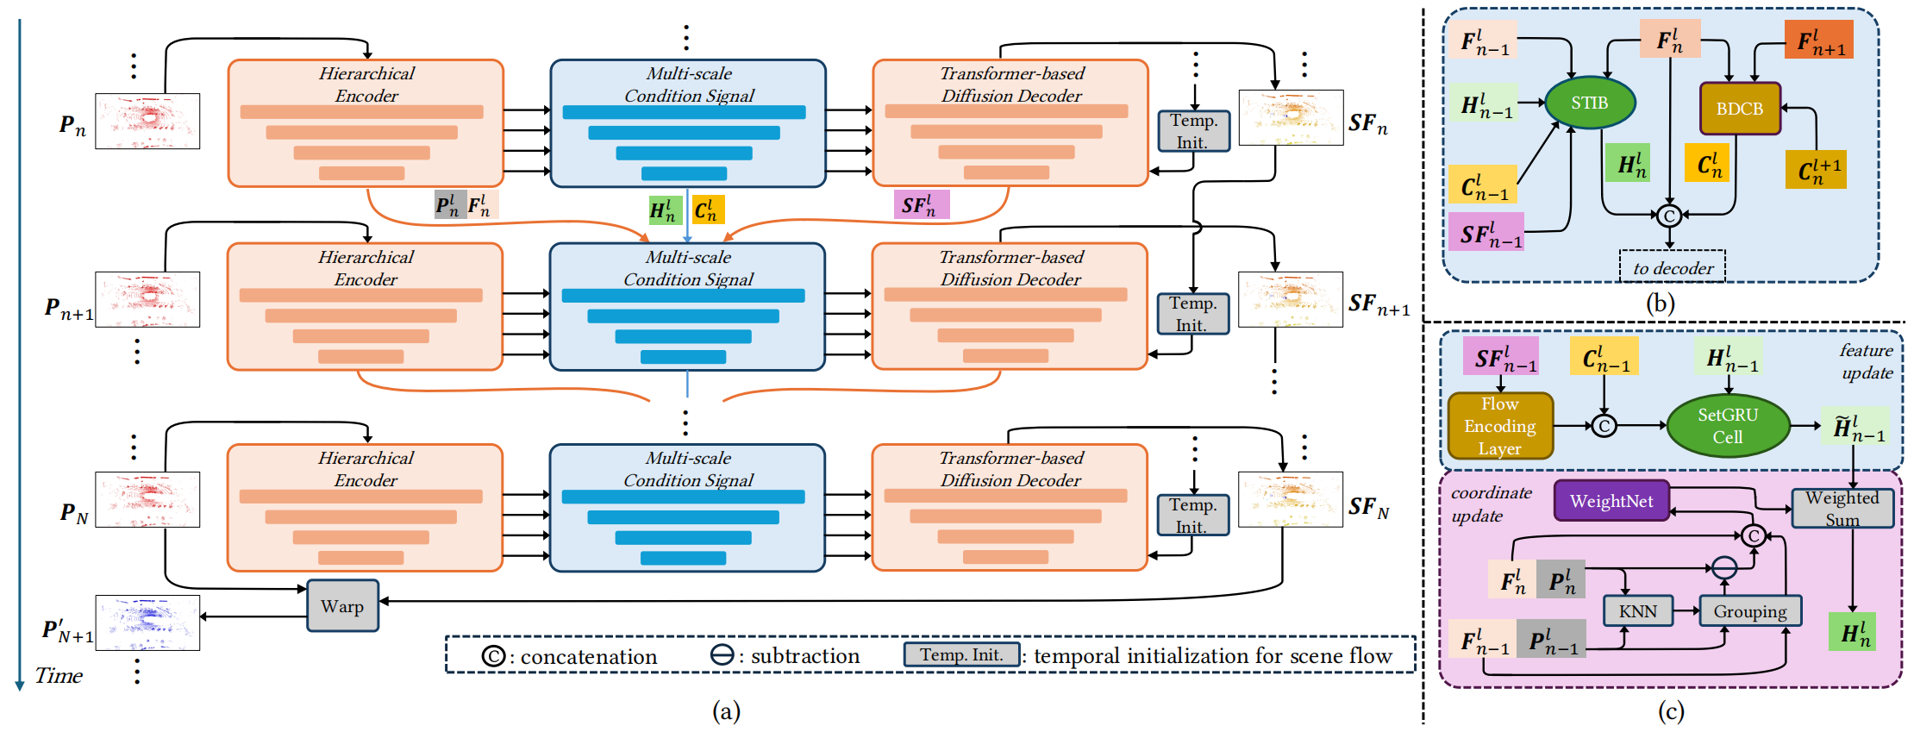 Hierarchical
Encoder
Multi-scale
Condition Signal
Transformer-based
Diffusion Decoder
Temp.
Init.
P_n
SF_n
P_n^l F_n^l
H_n^l C_n^l
SF_n^l
Hierarchical
Encoder
Multi-scale
Condition Signal
Transformer-based
Diffusion Decoder
Temp.
Init.
P_{n+1}
SF_{n+1}
Hierarchical
Encoder
Multi-scale
Condition Signal
Transformer-based
Diffusion Decoder
Temp.
Init.
P_N
SF_N
Warp
P'_{N+1}
Time
C : concatenation
⊖ : subtraction
Temp. Init. : temporal initialization for scene flow
(a)
F_{n-1}^l
F_n^l
F_{n+1}^l
H_{n-1}^l
STIB
BDCB
C_{n-1}^l
H_n^l
C_n^l
C_n^{l+1}
SF_{n-1}^l
C
to decoder
(b)
SF_{n-1}^l
C_{n-1}^l
H_{n-1}^l
feature
update
Flow
Encoding
Layer
C
SetGRU
Cell
H̃_{n-1}^l
coordinate
update
WeightNet
Weighted
Sum
C
F_n^l P_n^l
KNN
Grouping
F_{n-1}^l P_{n-1}^l
H_n^l
(c)